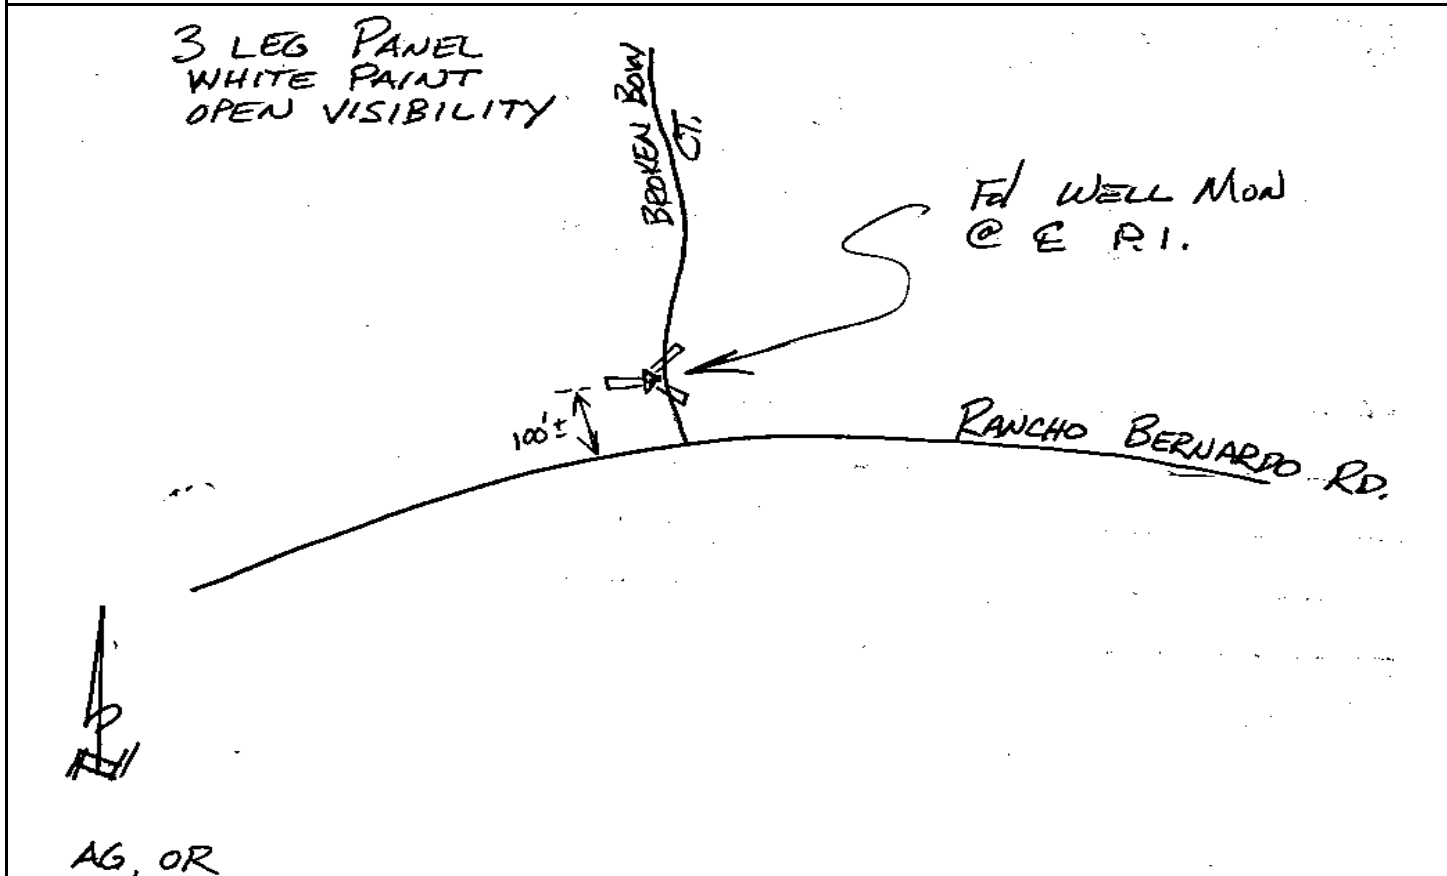 3 LEG PANEL
WHITE PAINT
OPEN VISIBILITY
BROKEN BOW
CT.
Fd WELL MON
@ ℄ P.I.
100'±
RANCHO BERNARDO RD.
N
AG, OR